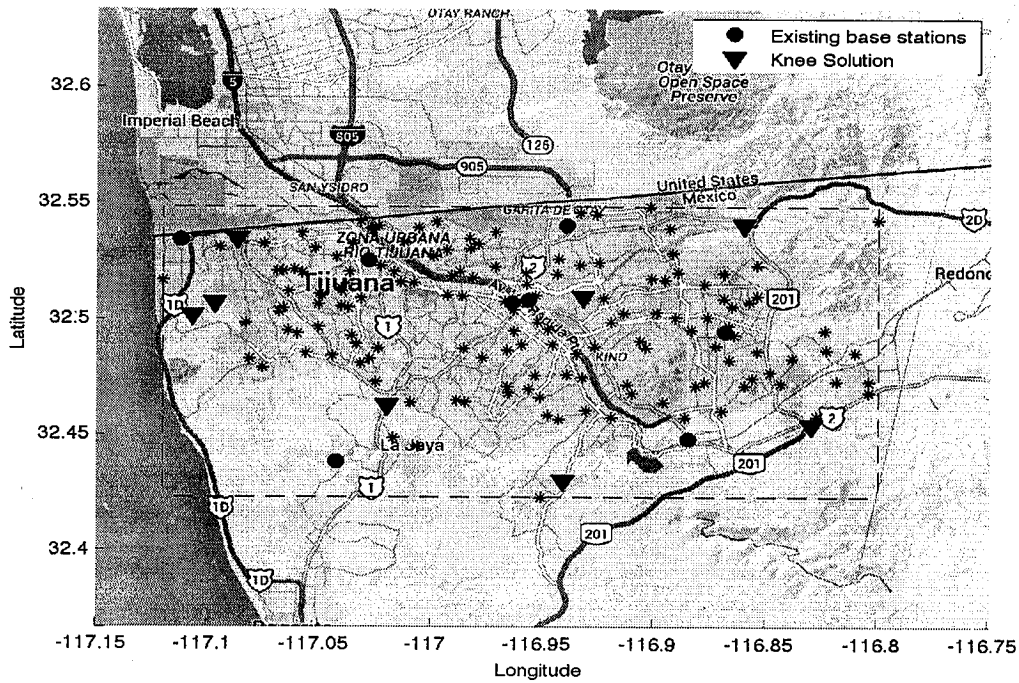 OTAY RANCH
Existing base stations
Knee Solution
Otay
Open Space
Preserve
32.6
5
Imperial Beach
805
125
905
SAN YSIDRO
United States
México
32.55
GARITA DE OTAY
2D
ZONA URBANA
RIO TIJUANA
2
Redond
Tijuana
201
1D
32.5
1
KINO
Latitude
32.45
La Joya
2
201
1
1D
201
32.4
1D
-117.15
-117.1
-117.05
-117
-116.95
-116.9
-116.85
-116.8
-116.75
Longitude